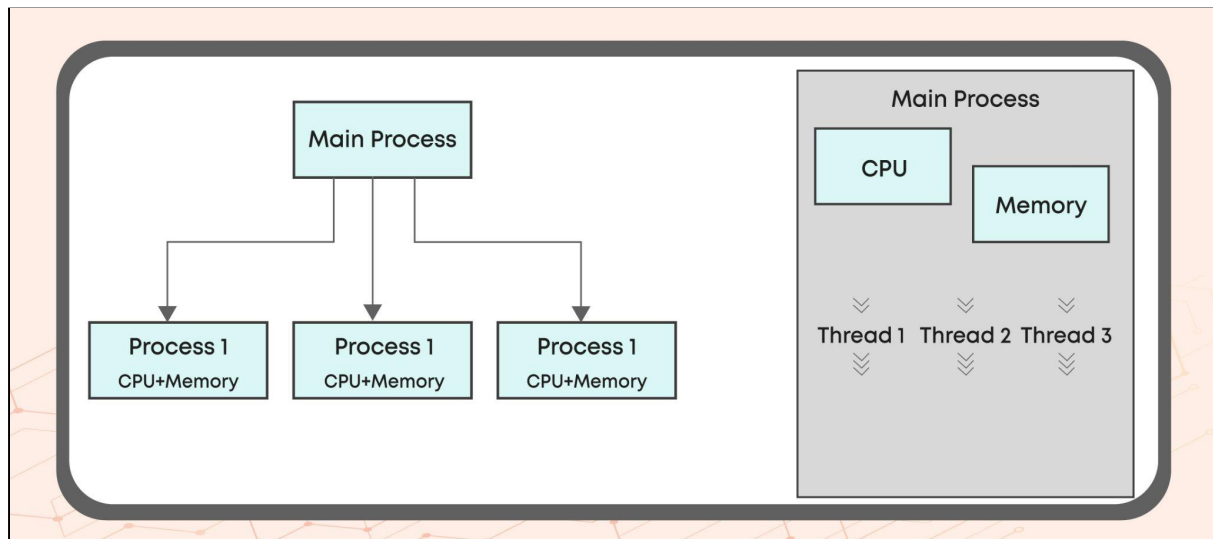 Main Process
Process 1
CPU+Memory
Process 1
CPU+Memory
Process 1
CPU+Memory
Main Process
CPU
Memory
Thread 1 Thread 2 Thread 3